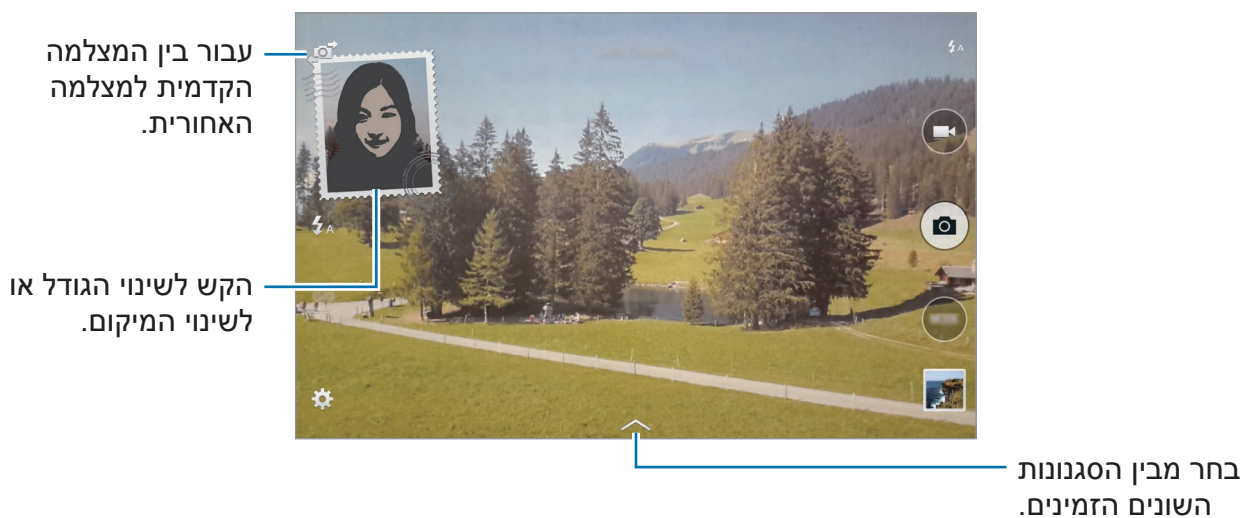 עבור בין המצלמה
הקדמית למצלמה
האחורית.
A
A
הקש לשינוי הגודל או
לשינוי המיקום.
בחר מבין הסגנונות
השונים הזמינים.